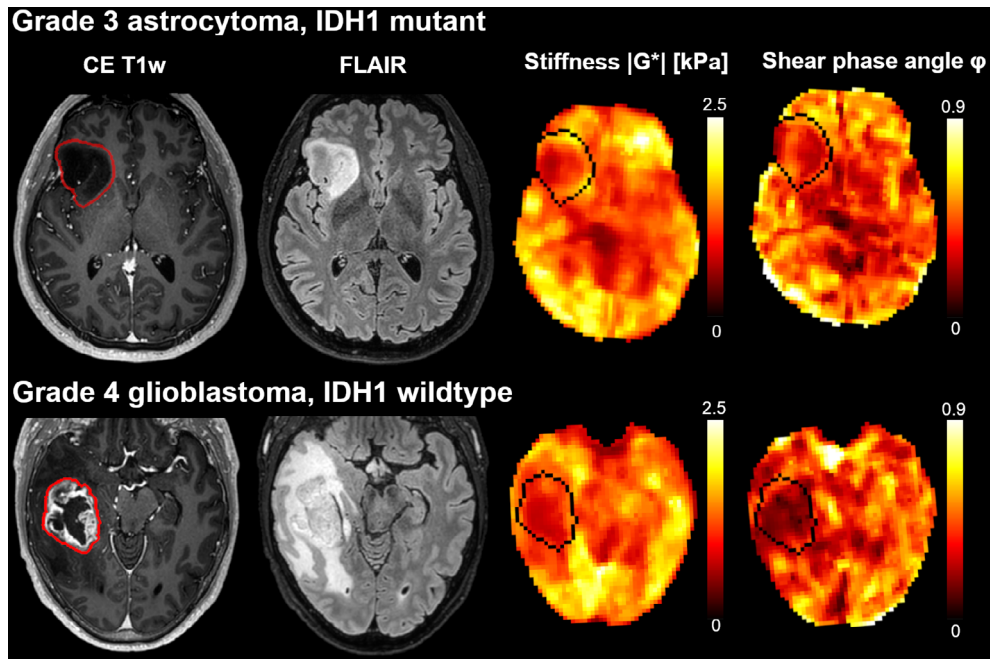 Grade 3 astrocytoma, IDH1 mutant
CE T1w
FLAIR
Stiffness |G*| [kPa]
Shear phase angle φ
2.5
0
0.9
0
Grade 4 glioblastoma, IDH1 wildtype
2.5
0
0.9
0